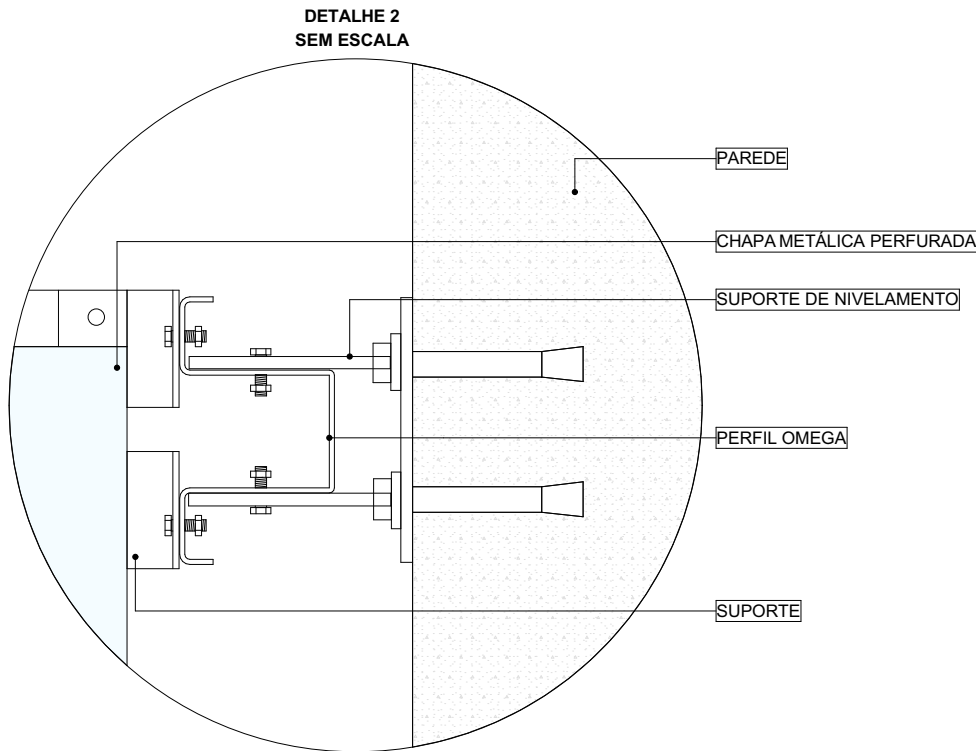 DETALHE 2
SEM ESCALA
PAREDE
CHAPA METÁLICA PERFURADA
SUPORTE DE NIVELAMENTO
PERFIL OMEGA
SUPORTE